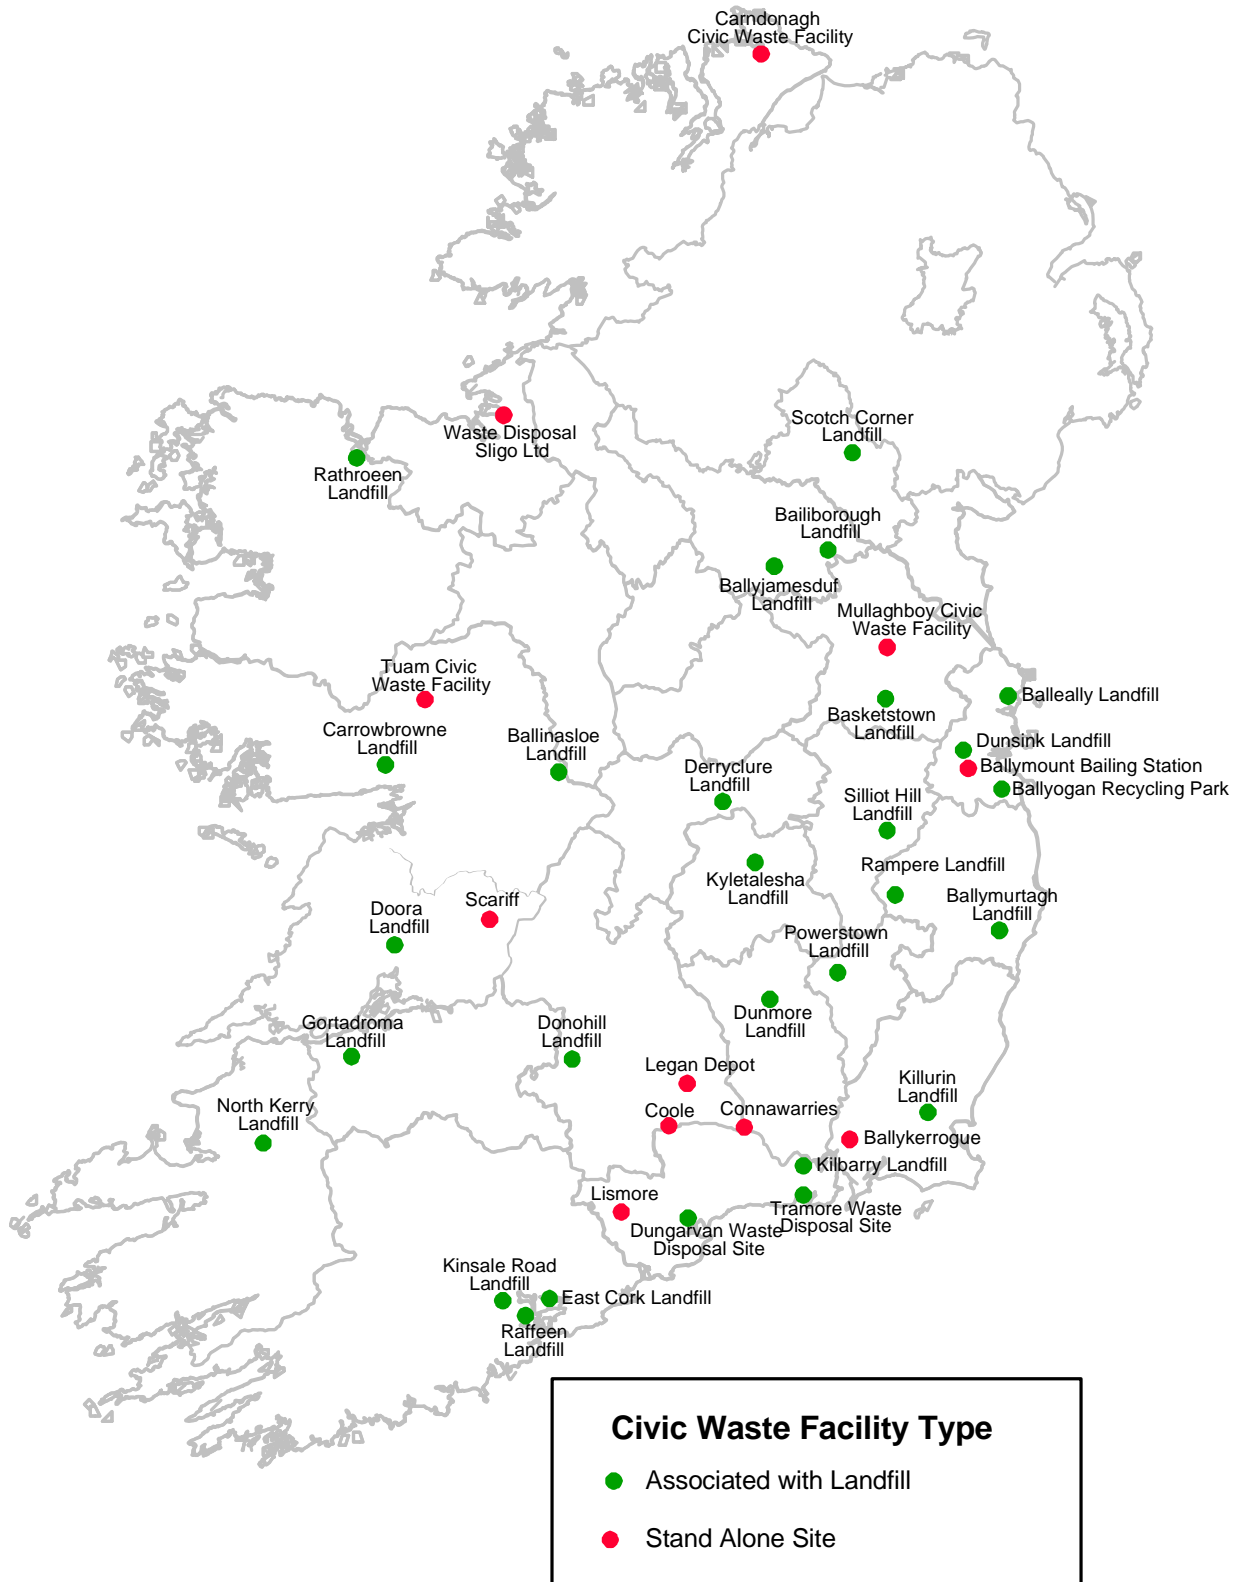 Carndonagh
Civic Waste Facility
Waste Disposal
Sligo Ltd
Scotch Corner
Landfill
Rathroeen
Landfill
Bailiborough
Landfill
Ballyjamesduf
Landfill
Mullaghboy Civic
Waste Facility
Tuam Civic
Waste Facility
Balleally Landfill
Basketstown
Landfill
Carrowbrowne
Landfill
Ballinasloe
Landfill
Dunsink Landfill
Ballymount Bailing Station
Derryclure
Landfill
Ballyogan Recycling Park
Silliot Hill
Landfill
Rampere Landfill
Kyletalesha
Landfill
Ballymurtagh
Landfill
Scariff
Doora
Landfill
Powerstown
Landfill
Dunmore
Landfill
Gortadroma
Landfill
Donohill
Landfill
Legan Depot
Killurin
Landfill
North Kerry
Landfill
Coole
Connawarries
Ballykerrogue
Kilbarry Landfill
Lismore
Tramore Waste
Disposal Site
Dungarvan Waste
Disposal Site
Kinsale Road
Landfill
East Cork Landfill
Raffeen
Landfill
Civic Waste Facility Type
Associated with Landfill
Stand Alone Site